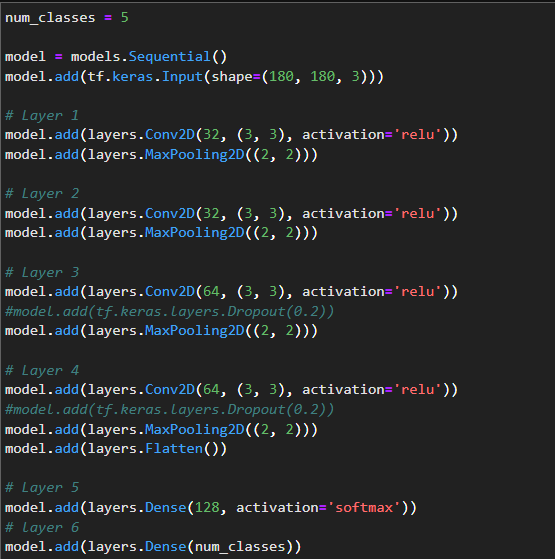 num_classes = 5
model = models.Sequential()
model.add(tf.keras.Input(shape=(180, 180, 3)))
# Layer 1
model.add(layers.Conv2D(32, (3, 3), activation='relu'))
model.add(layers.MaxPooling2D((2, 2)))
# Layer 2
model.add(layers.Conv2D(32, (3, 3), activation='relu'))
model.add(layers.MaxPooling2D((2, 2)))
# Layer 3
model.add(layers.Conv2D(64, (3, 3), activation='relu'))
#model.add(tf.keras.layers.Dropout(0.2))
model.add(layers.MaxPooling2D((2, 2)))
# Layer 4
model.add(layers.Conv2D(64, (3, 3), activation='relu'))
#model.add(tf.keras.layers.Dropout(0.2))
model.add(layers.MaxPooling2D((2, 2)))
model.add(layers.Flatten())
# Layer 5
model.add(layers.Dense(128, activation='softmax'))
# layer 6
model.add(layers.Dense(num_classes))